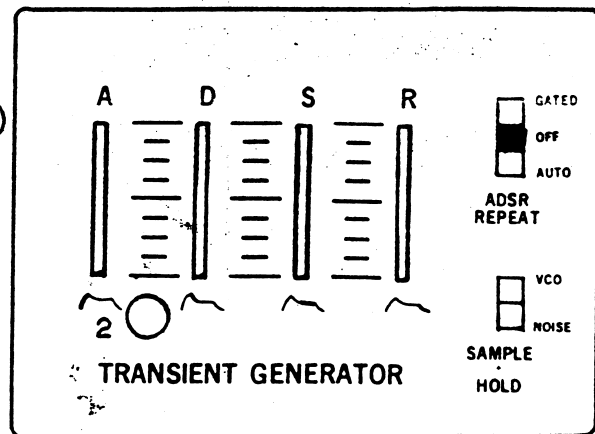 A D S R
GATED
OFF
AUTO
ADSR
REPEAT
VCO
NOISE
2
SAMPLE
HOLD
TRANSIENT GENERATOR